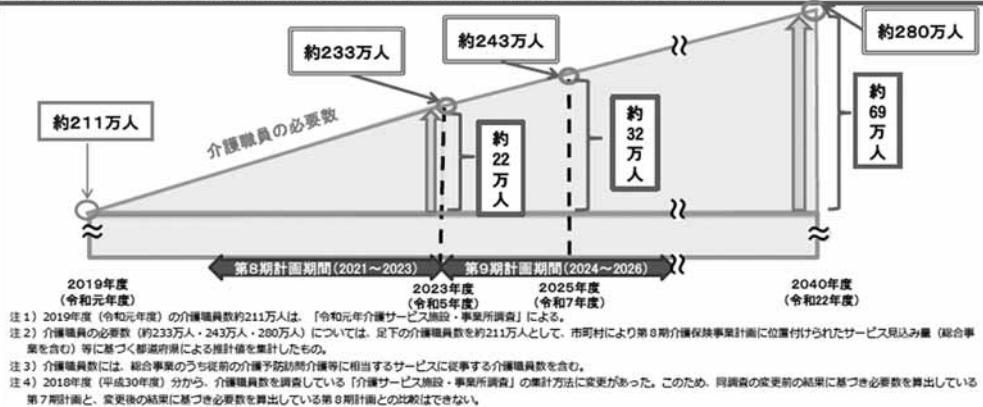 約280万人
約243万人
約233万人
約211万人
介護職員の必要数
約22万人
約32万人
約69万人
第8期計画期間(2021~2023)
第9期計画期間(2024~2026)
2019年度
(令和元年度)
2023年度
(令和5年度)
2025年度
(令和7年度)
2040年度
(令和22年度)
注1)2019年度(令和元年度)の介護職員数約211万人は、「令和元年介護サービス施設・事業所調査」による。
注2)介護職員の必要数(約233万人・243万人・280万人)については、足下の介護職員数を約211万人として、市町村により第8期介護保険事業計画に位置付けられたサービス見込み量(総合事
業を含む)等に基づく都道府県による推計値を集計したもの。
注3)介護職員数には、総合事業のうち従前の介護予防訪問介護等に相当するサービスに従事する介護職員数を含む。
注4)2018年度(平成30年度)分から、介護職員数を調査している「介護サービス施設・事業所調査」の集計方法に変更があった。このため、同調査の変更前の結果に基づき必要数を算出している
第7期計画と、変更後の結果に基づき必要数を算出している第8期計画との比較はできない。